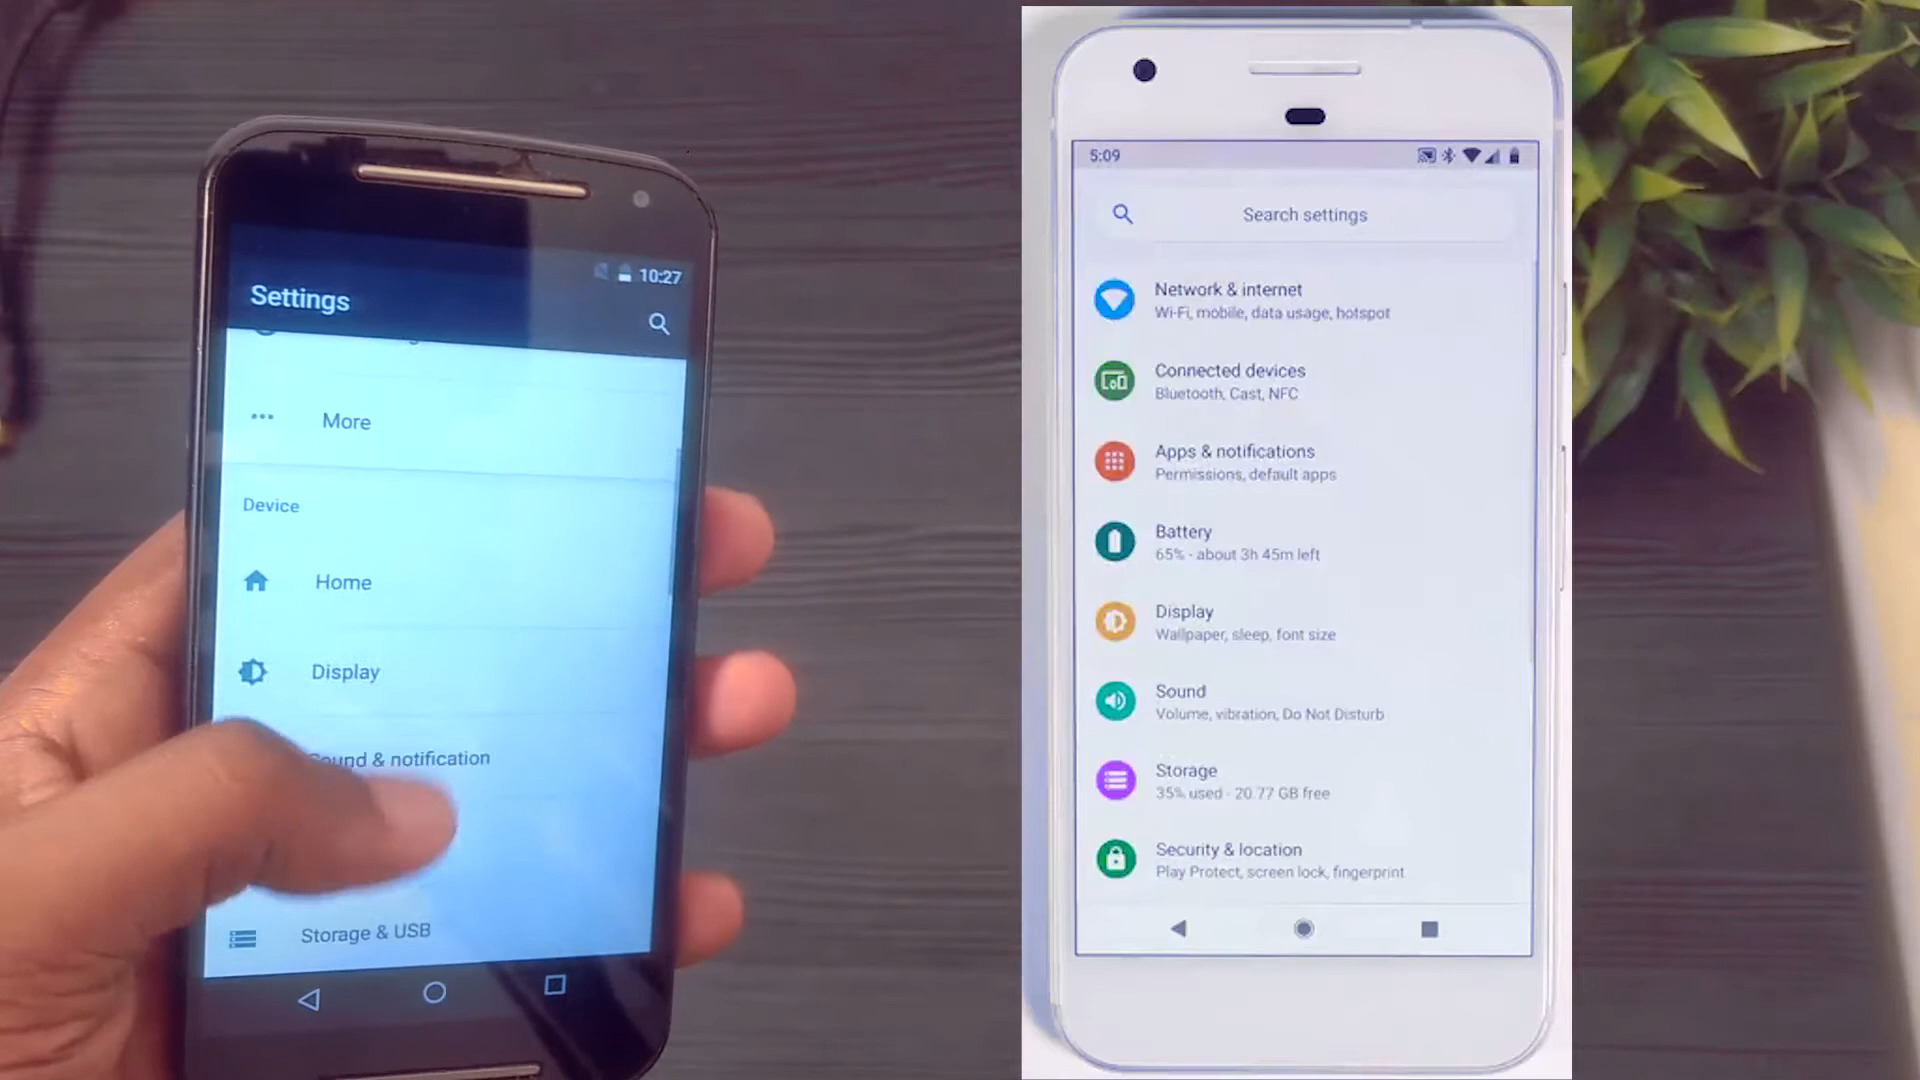 10:27
Settings
More
Device
Home
Display
Sound & notification
Storage & USB
5:09
Search settings
Network & internet
Wi-Fi, mobile, data usage, hotspot
Connected devices
Bluetooth, Cast, NFC
Apps & notifications
Permissions, default apps
Battery
65% - about 3h 45m left
Display
Wallpaper, sleep, font size
Sound
Volume, vibration, Do Not Disturb
Storage
35% used - 20.77 GB free
Security & location
Play Protect, screen lock, fingerprint